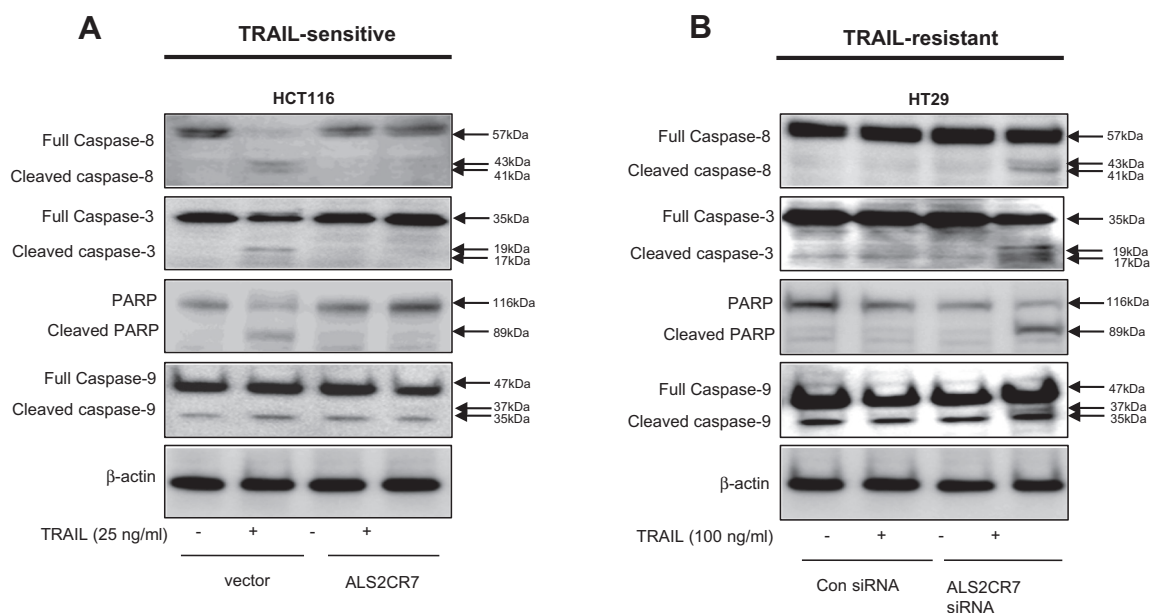 A
TRAIL-sensitive
HCT116
Full Caspase-8
57kDa
43kDa
Cleaved caspase-8
41kDa
Full Caspase-3
35kDa
Cleaved caspase-3
19kDa
17kDa
PARP
116kDa
Cleaved PARP
89kDa
Full Caspase-9
47kDa
Cleaved caspase-9
37kDa
35kDa
β-actin
TRAIL (25 ng/ml) - + - +
vector ALS2CR7
B
TRAIL-resistant
HT29
Full Caspase-8
57kDa
43kDa
Cleaved caspase-8
41kDa
Full Caspase-3
35kDa
Cleaved caspase-3
19kDa
17kDa
PARP
116kDa
Cleaved PARP
89kDa
Full Caspase-9
47kDa
37kDa
Cleaved caspase-9
35kDa
β-actin
TRAIL (100 ng/ml) - + - +
Con siRNA ALS2CR7
siRNA